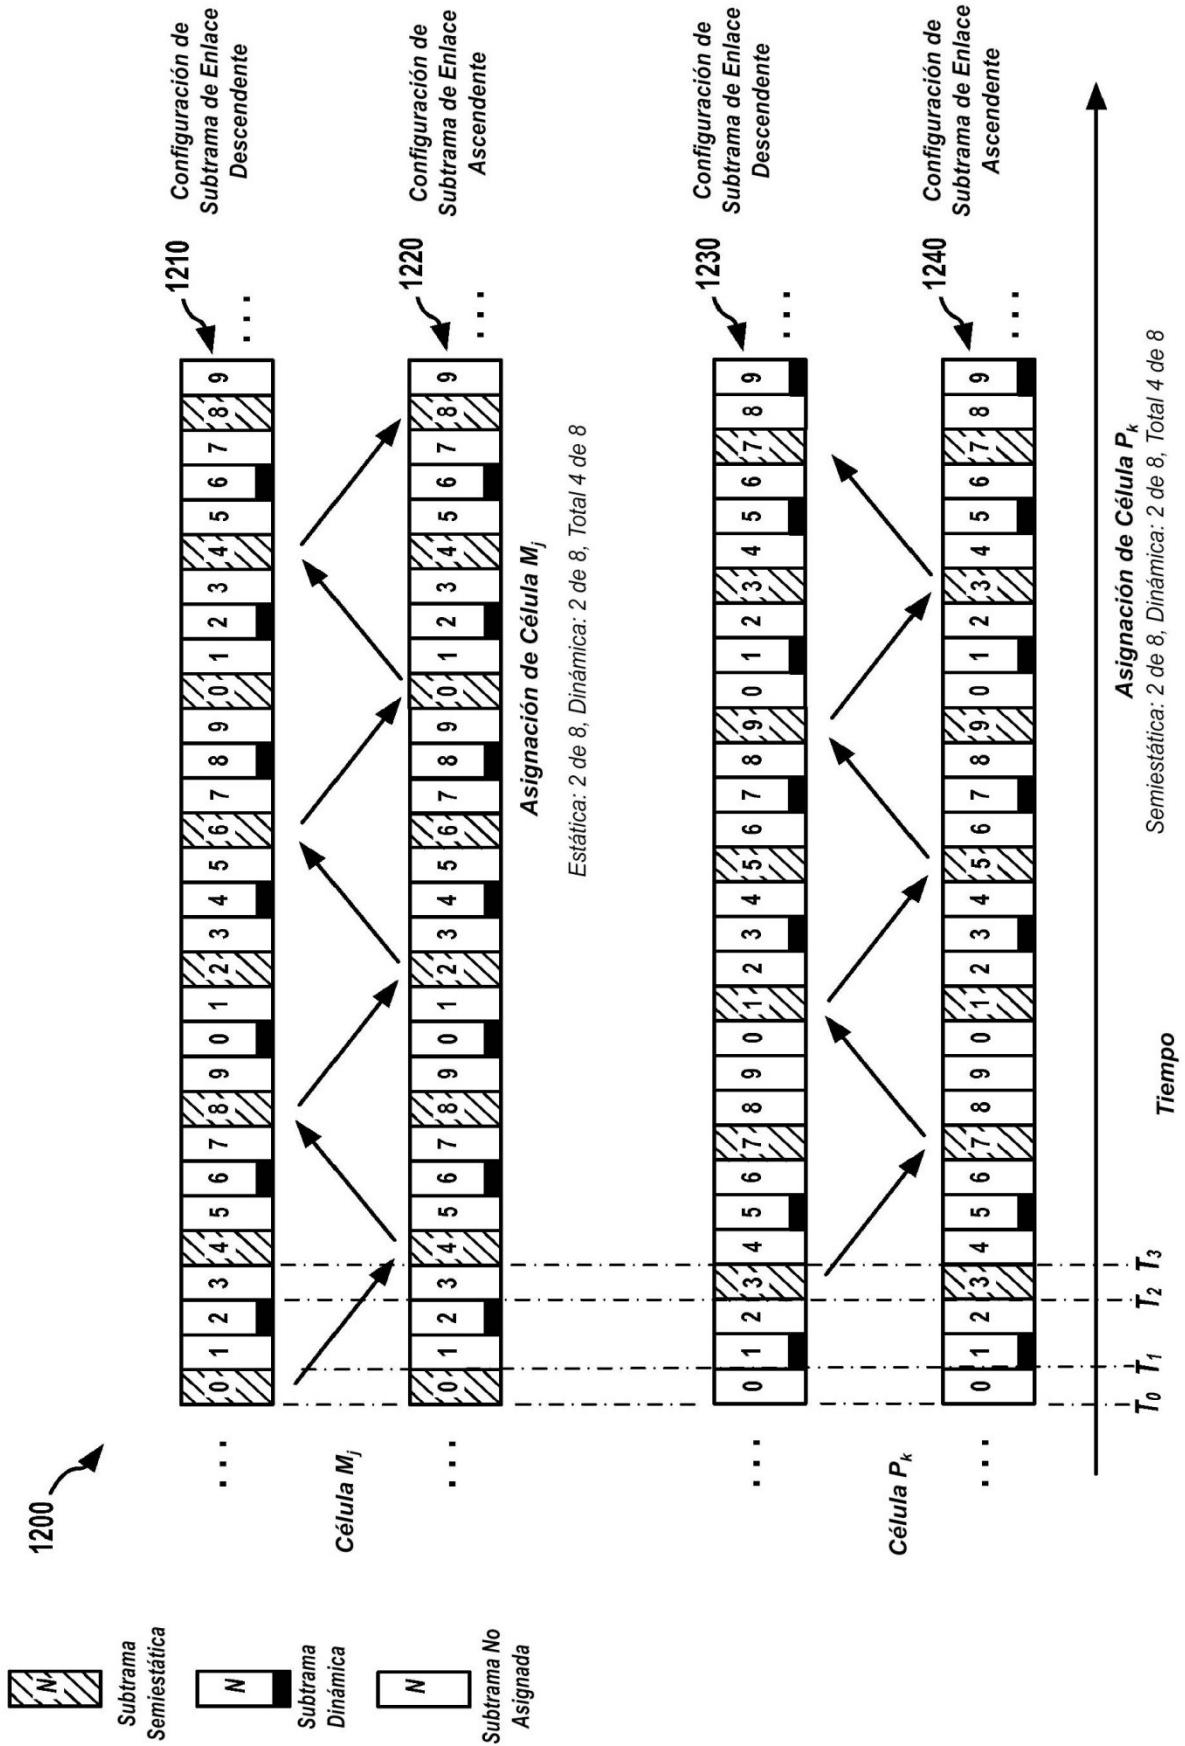 N
Subtrama
Semiestática
N
Subtrama
Dinámica
N
Subtrama No
Asignada
1200
Célula Mj
Configuración de
Subtrama de Enlace
Descendente
1210
... 0 1 2 3 4 5 6 7 8 9 0 1 2 3 4 5 6 7 8 9 0 1 2 3 4 5 6 7 8 9 ...
Configuración de
Subtrama de Enlace
Ascendente
1220
... 0 1 2 3 4 5 6 7 8 9 0 1 2 3 4 5 6 7 8 9 0 1 2 3 4 5 6 7 8 9 ...
Asignación de Célula Mj
Estática: 2 de 8, Dinámica: 2 de 8, Total 4 de 8
Célula Pk
Configuración de
Subtrama de Enlace
Descendente
1230
... 0 1 2 3 4 5 6 7 8 9 0 1 2 3 4 5 6 7 8 9 0 1 2 3 4 5 6 7 8 9 ...
Configuración de
Subtrama de Enlace
Ascendente
1240
... 0 1 2 3 4 5 6 7 8 9 0 1 2 3 4 5 6 7 8 9 0 1 2 3 4 5 6 7 8 9 ...
Asignación de Célula Pk
Semiestática: 2 de 8, Dinámica: 2 de 8, Total 4 de 8
T0 T1 T2 T3
Tiempo